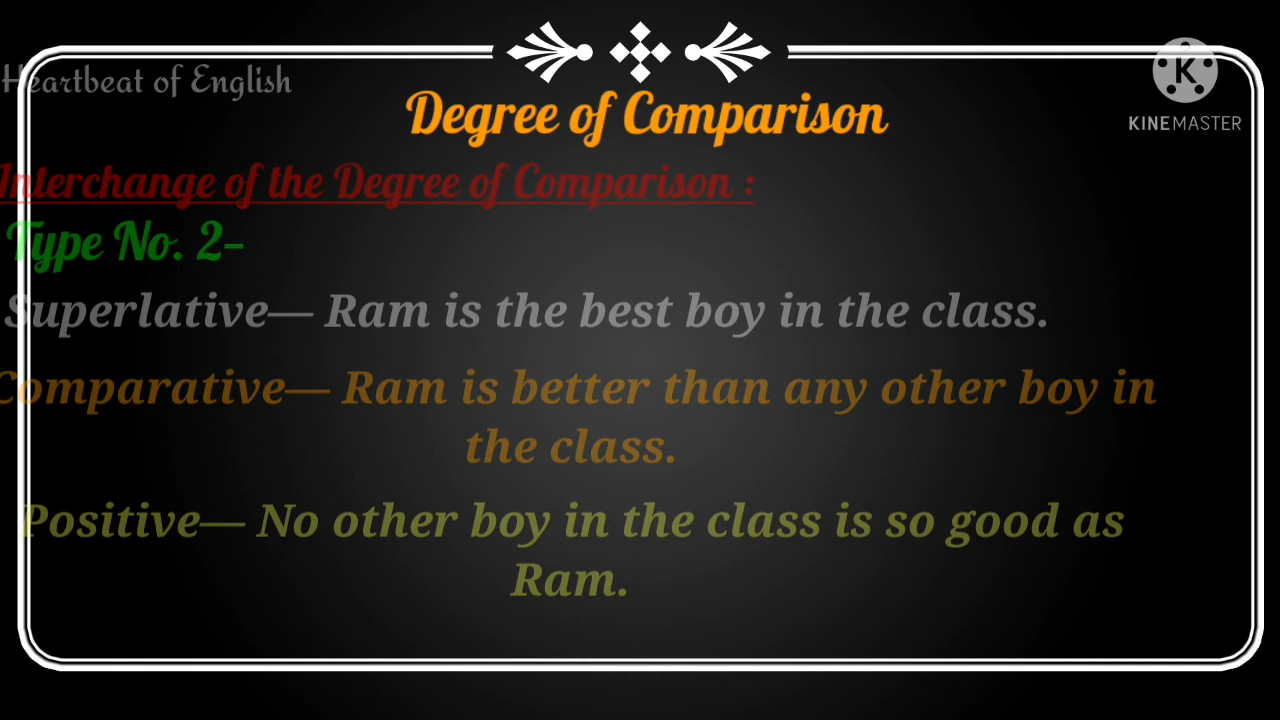 Heartbeat of English
KINEMASTER
Degree of Comparison
Interchange of the Degree of Comparison :
Type No. 2–
Superlative— Ram is the best boy in the class.
Comparative— Ram is better than any other boy in
the class.
Positive— No other boy in the class is so good as
Ram.